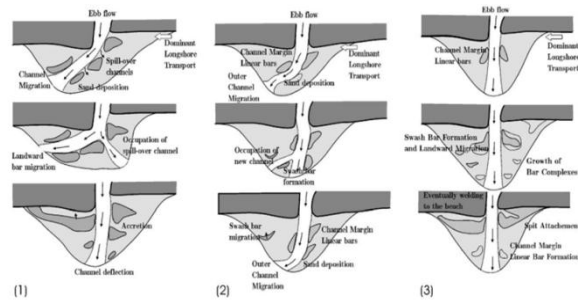 Ebb flow
Spill-over
channels
Dominant
Longshore
Transport
Channel
Migration
Sand deposition
Occupation
of spill-over channel
Landward
bar migration
Accretion
Channel deflection
(1)
Ebb flow
Channel Margin
Linear bars
Dominant
Longshore
Transport
Outer
Channel
Migration
Sand deposition
Occupation
of new channel
Swash bar
formation
Swash bar
migration
Channel Margin
Linear bars
Outer
Channel
Migration
Sand deposition
(2)
Ebb flow
Channel Margin
Linear bars
Dominant
Longshore
Transport
Swash Bar Formation
and Landward Migration
Growth of
Bar Complexes
Eventually welding
to the beach
Spit Attachement
Channel Margin
Linear Bar Formation
(3)